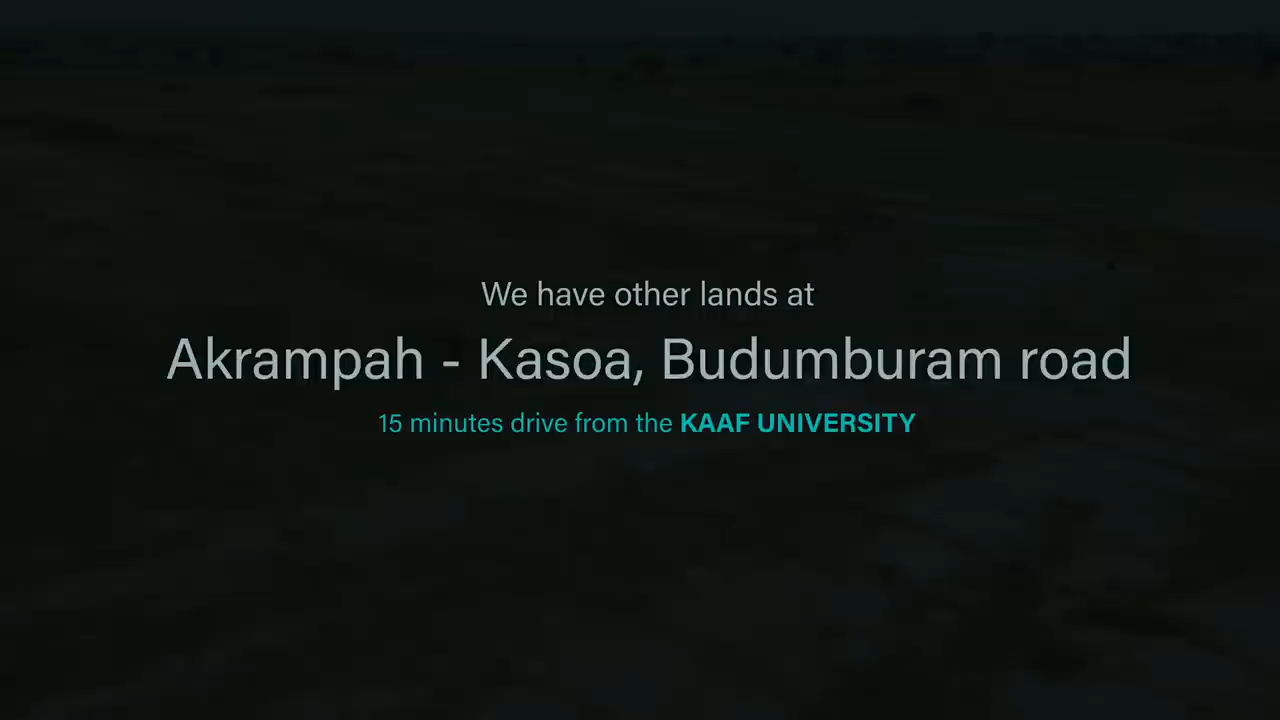 We have other lands at
Akrampah - Kasoa, Budumburam road
15 minutes drive from the KAAF UNIVERSITY